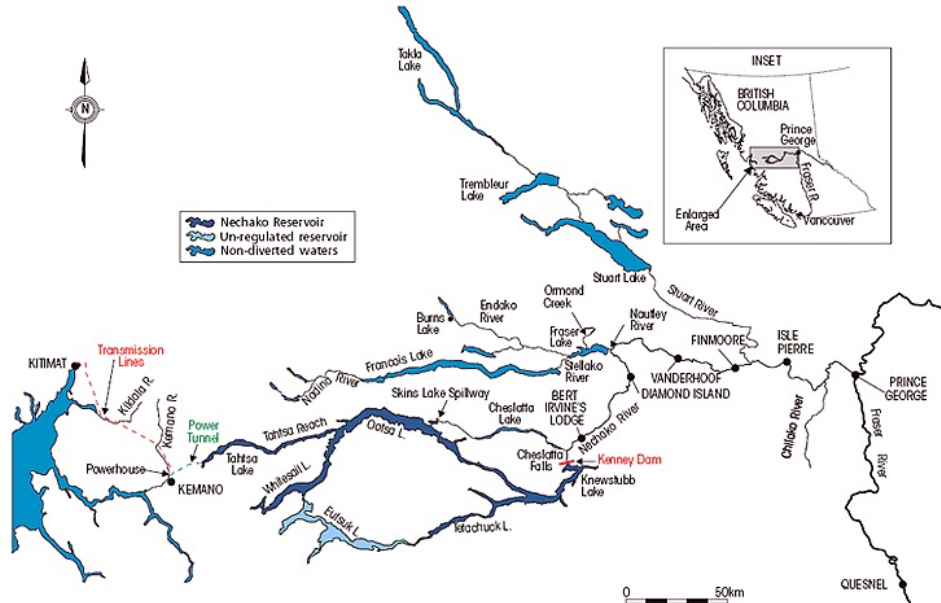 Takla
Lake
N
INSET
BRITISH
COLUMBIA
Prince
George
Fraser R.
Enlarged
Area
Vancouver
Trembleur
Lake
Nechako Reservoir
Un-regulated reservoir
Non-diverted waters
Stuart Lake
Stuart River
Ormond
Creek
Endako
River
Burns
Lake
Fraser
Lake
Nautley
River
FINMOORE
ISLE
PIERRE
KITIMAT
Transmission
Lines
Francois Lake
Stellako
River
Nadina River
VANDERHOOF
DIAMOND ISLAND
PRINCE
GEORGE
Kildala R.
Kemano R.
Skins Lake Spillway
Cheslatta
Lake
BERT
IRVINE'S
LODGE
Nechako River
Chilako River
Fraser River
Power
Tunnel
Tahtsa Reach
Ootsa L.
Tahtsa
Lake
Powerhouse
KEMANO
Whitesail L.
Cheslatta
Falls
Kenney Dam
Knewstubb
Lake
Eutsuk L.
Tetachuck L.
0 50km
QUESNEL